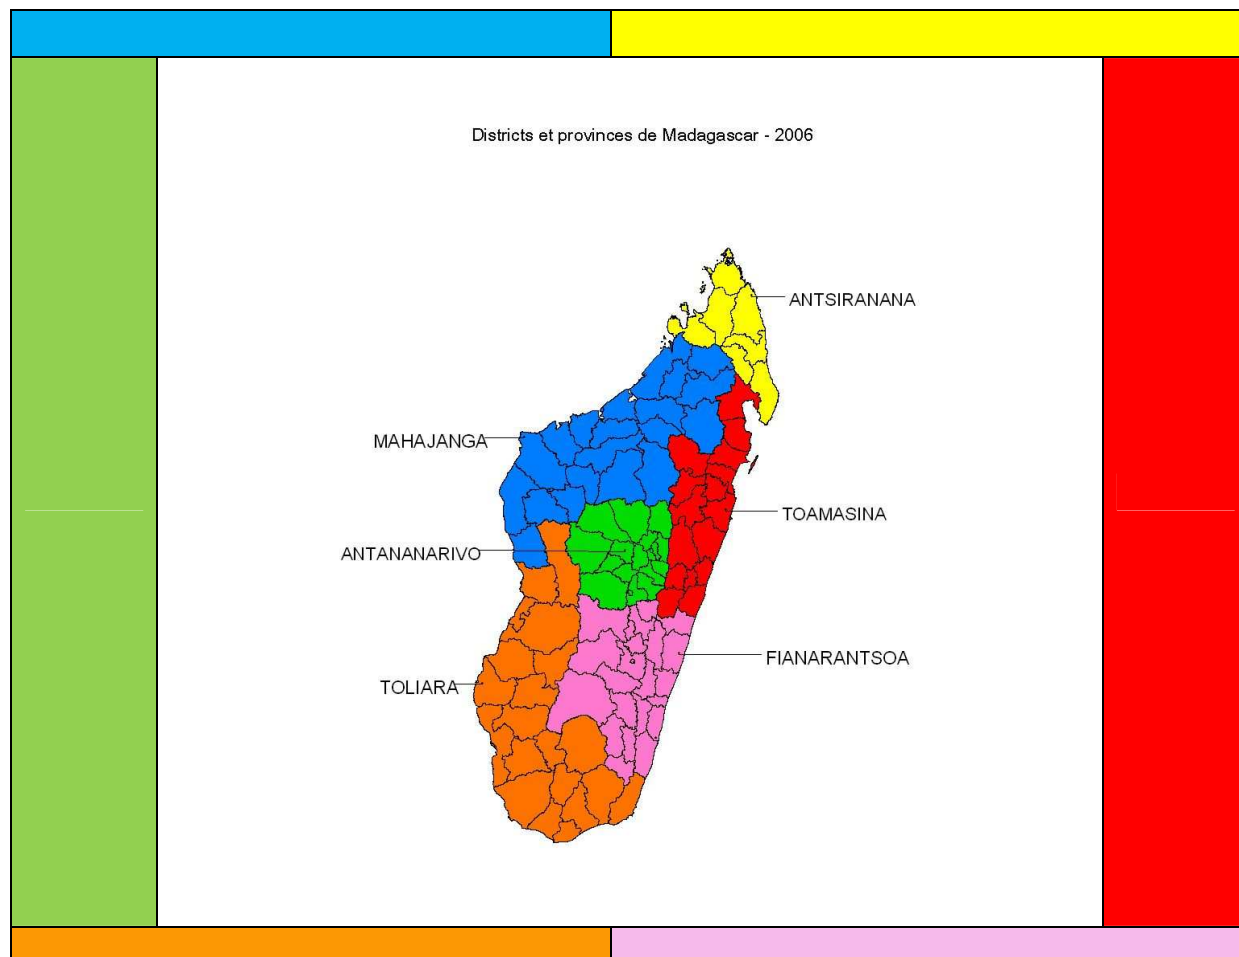 Districts et provinces de Madagascar - 2006
ANTSIRANANA
MAHAJANGA
TOAMASINA
ANTANANARIVO
FIANARANTSOA
TOLIARA